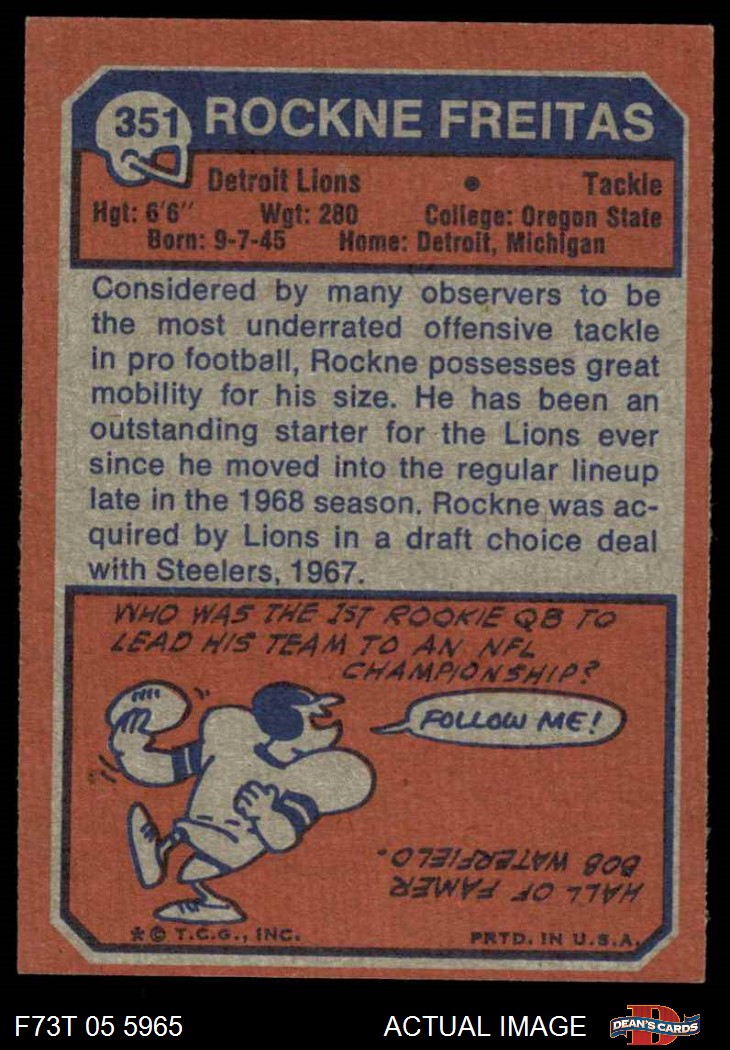 351 ROCKNE FREITAS
Detroit Lions • Tackle
Hgt: 6'6" Wgt: 280 College: Oregon State
Born: 9-7-45 Home: Detroit, Michigan
Considered by many observers to be
the most underrated offensive tackle
in pro football, Rockne possesses great
mobility for his size. He has been an
outstanding starter for the Lions ever
since he moved into the regular lineup
late in the 1968 season. Rockne was ac-
quired by Lions in a draft choice deal
with Steelers, 1967.
WHO WAS THE 1ST ROOKIE QB TO
LEAD HIS TEAM TO AN NFL
CHAMPIONSHIP?
FOLLOW ME!
HALL OF FAMER
BOB WATERFIELD.
*© T.C.G., INC. PRTD. IN U.S.A.
F73T 05 5965 ACTUAL IMAGE DEAN'S CARDS